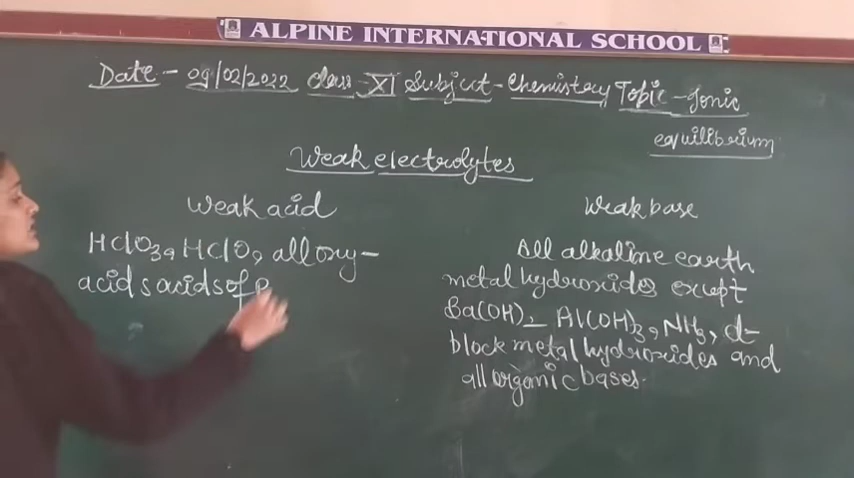 ALPINE INTERNATIONAL SCHOOL
Date - 09/02/2022 Class - XI Subject - Chemistry Topic - Ionic
equilibrium
Weak electrolytes
Weak acid
HClO3, HClO, all oxy-
acids acids of P
Weak base
All alkaline earth
metal hydroxides except
Ba(OH)2 Al(OH)3, NH3, d-
block metal hydroxides and
all organic bases.